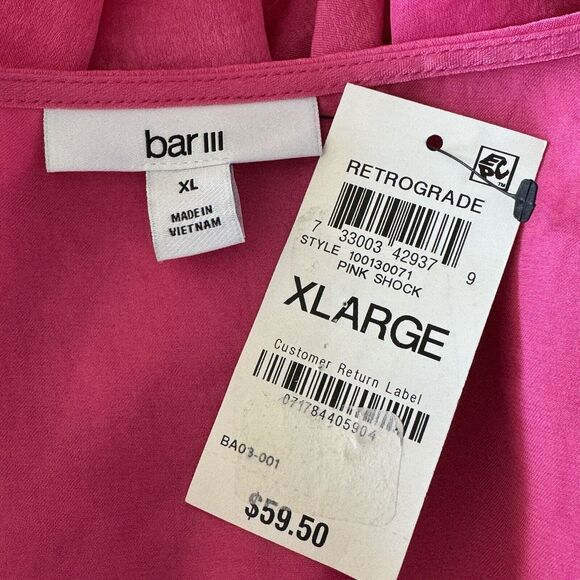 bar III
XL
MADE IN
VIETNAM
RETROGRADE
7 33003 42937 9
STYLE 100130071
PINK SHOCK
XLARGE
Customer Return Label
071784405904
BA03-001
$59.50